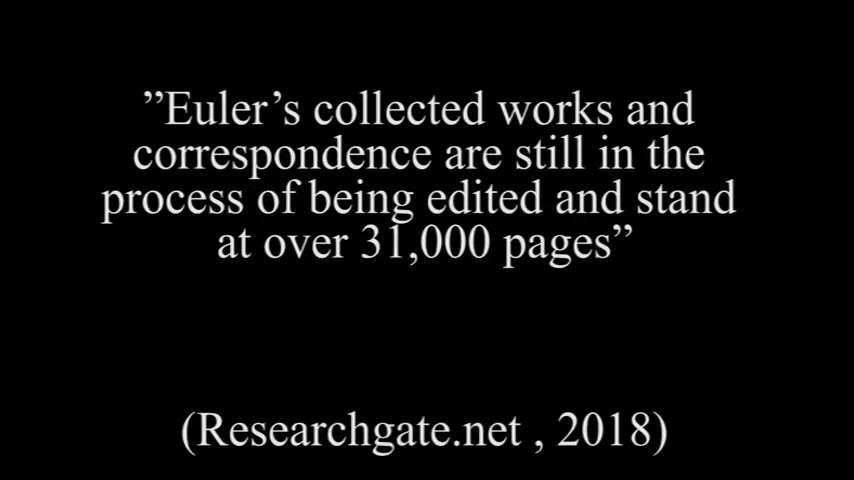 ”Euler’s collected works and
correspondence are still in the
process of being edited and stand
at over 31,000 pages”
(Researchgate.net , 2018)